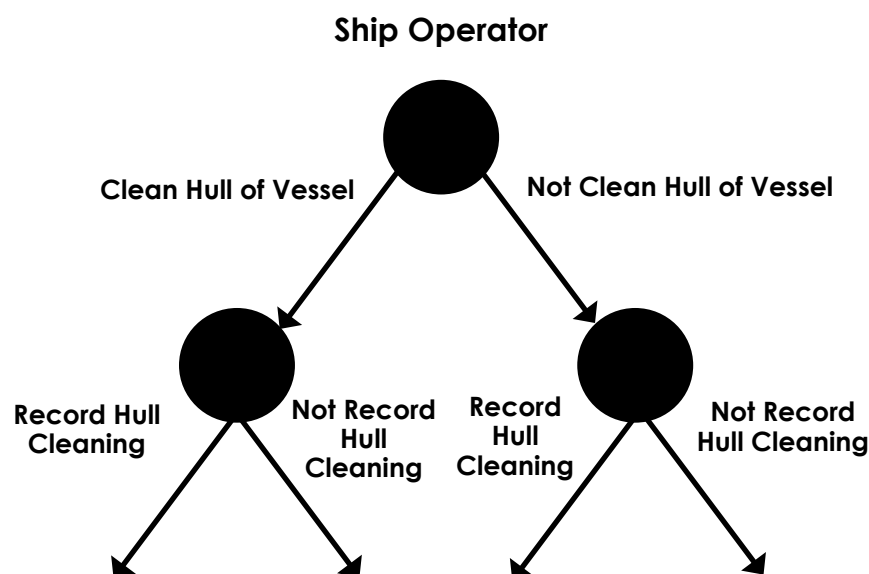 Ship Operator
Clean Hull of Vessel
Not Clean Hull of Vessel
Record Hull
Cleaning
Not Record
Hull
Cleaning
Record
Hull
Cleaning
Not Record
Hull Cleaning